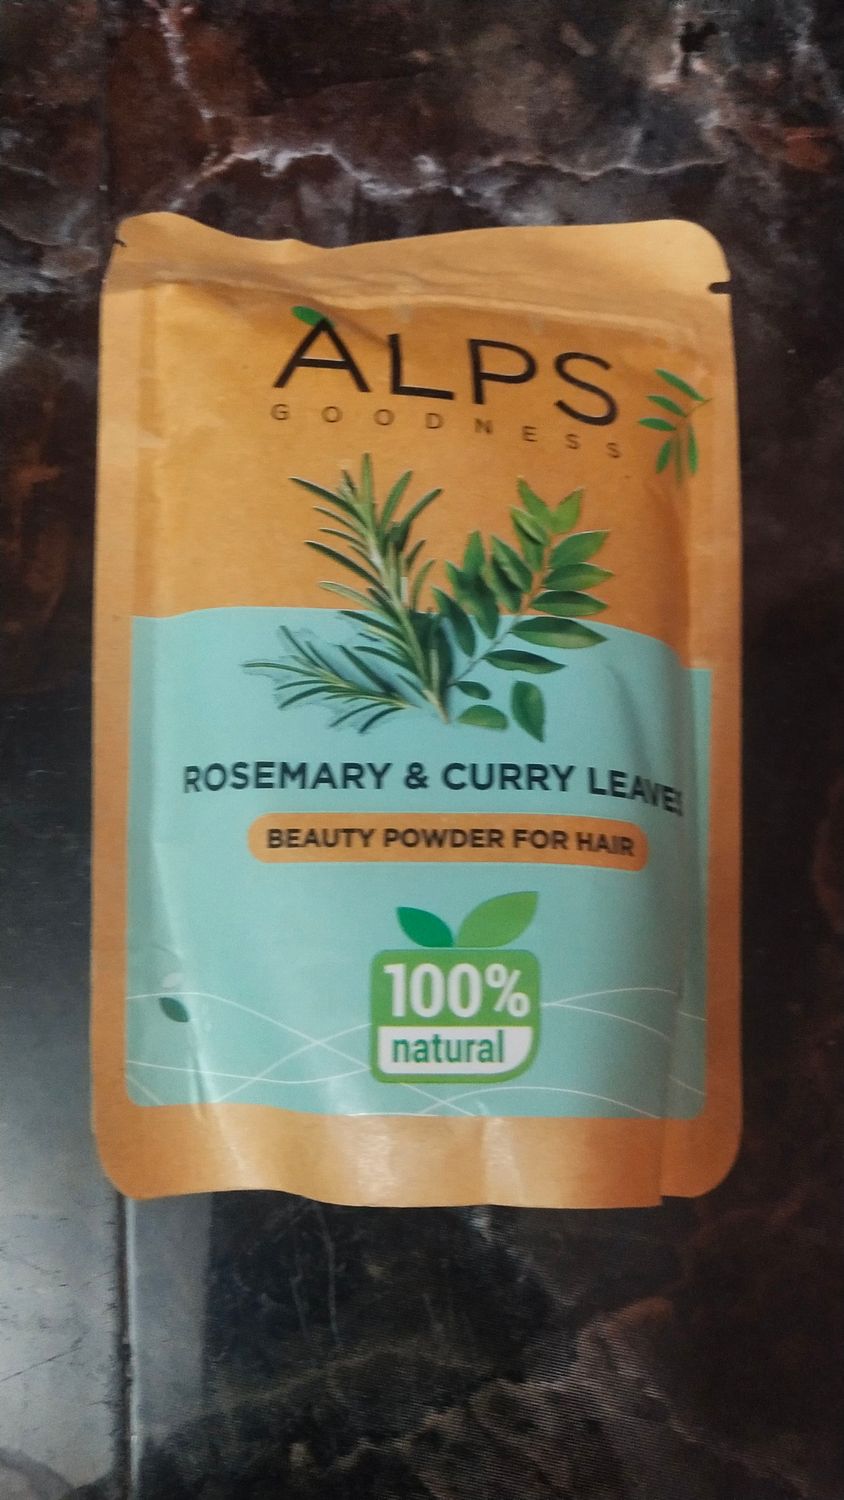 ALPS
GOODNESS
ROSEMARY & CURRY LEAVES
BEAUTY POWDER FOR HAIR
100%
natural